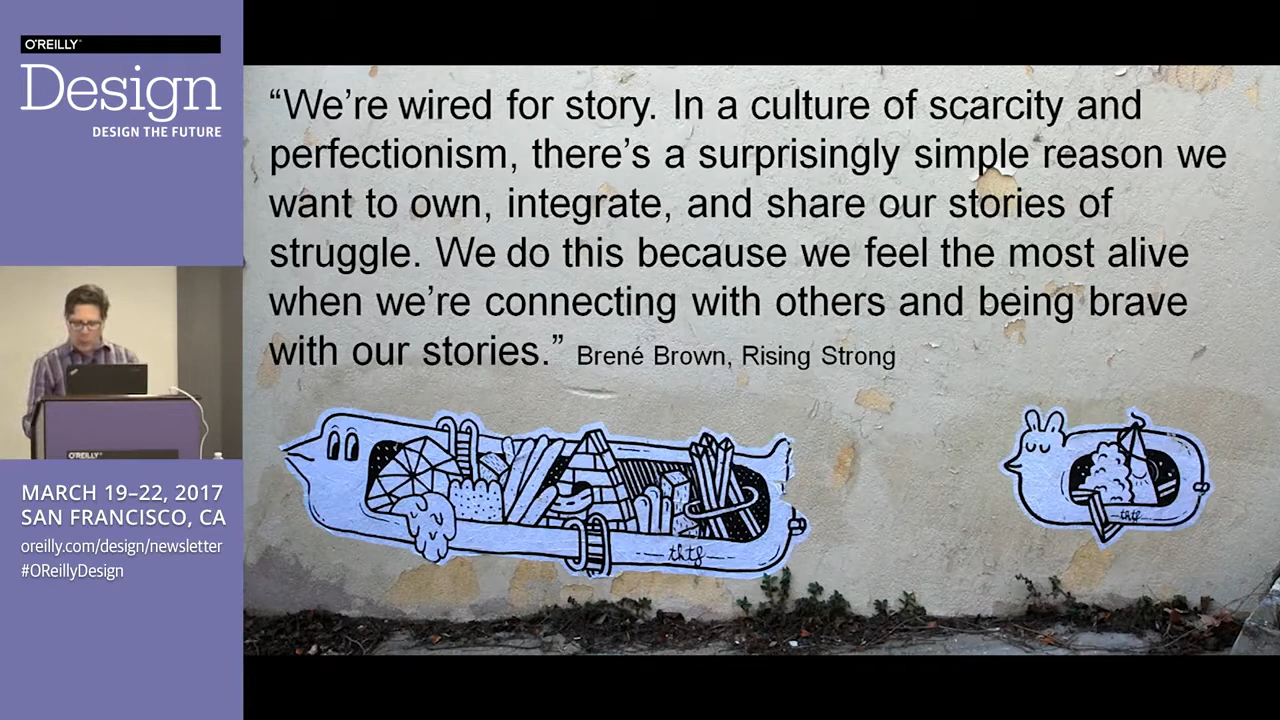 O'REILLY®
Design
DESIGN THE FUTURE
“We’re wired for story. In a culture of scarcity and
perfectionism, there’s a surprisingly simple reason we
want to own, integrate, and share our stories of
struggle. We do this because we feel the most alive
when we’re connecting with others and being brave
with our stories.” Brené Brown, Rising Strong
thtf
thtf
O'REILLY
MARCH 19–22, 2017
SAN FRANCISCO, CA
oreilly.com/design/newsletter
#OReillyDesign